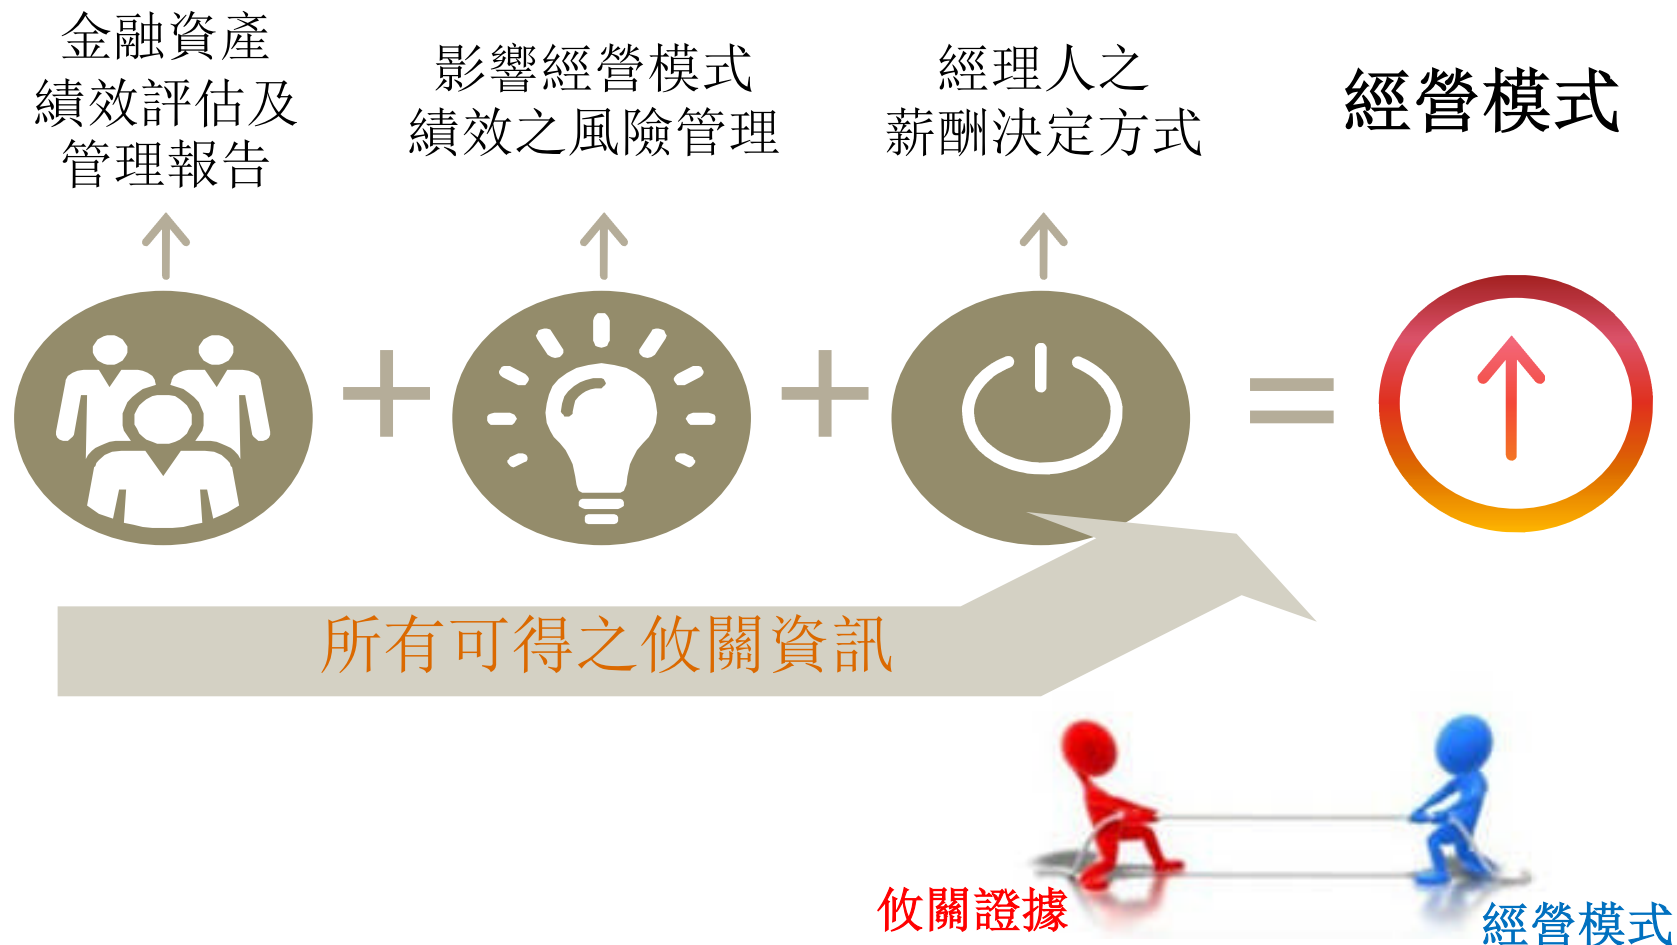 金融資產
績效評估及
管理報告
影響經營模式
績效之風險管理
經理人之
薪酬決定方式
經營模式
所有可得之攸關資訊
攸關證據
經營模式